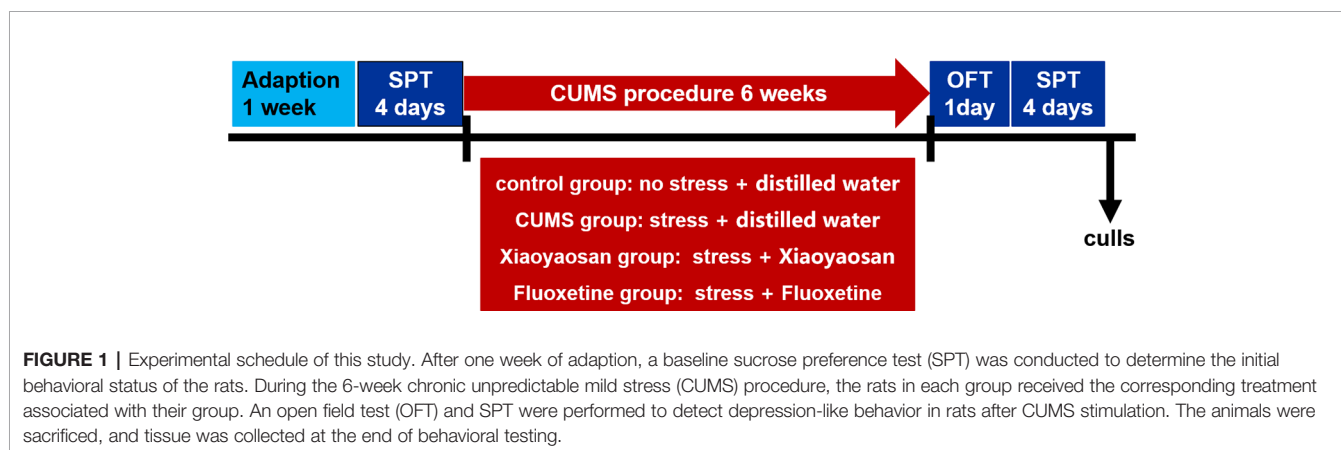 Adaption
1 week
SPT
4 days
CUMS procedure 6 weeks
OFT
1day
SPT
4 days
control group: no stress + distilled water
CUMS group: stress + distilled water
Xiaoyaosan group: stress + Xiaoyaosan
Fluoxetine group: stress + Fluoxetine
culls
FIGURE 1 | Experimental schedule of this study. After one week of adaption, a baseline sucrose preference test (SPT) was conducted to determine the initial
behavioral status of the rats. During the 6-week chronic unpredictable mild stress (CUMS) procedure, the rats in each group received the corresponding treatment
associated with their group. An open field test (OFT) and SPT were performed to detect depression-like behavior in rats after CUMS stimulation. The animals were
sacrificed, and tissue was collected at the end of behavioral testing.